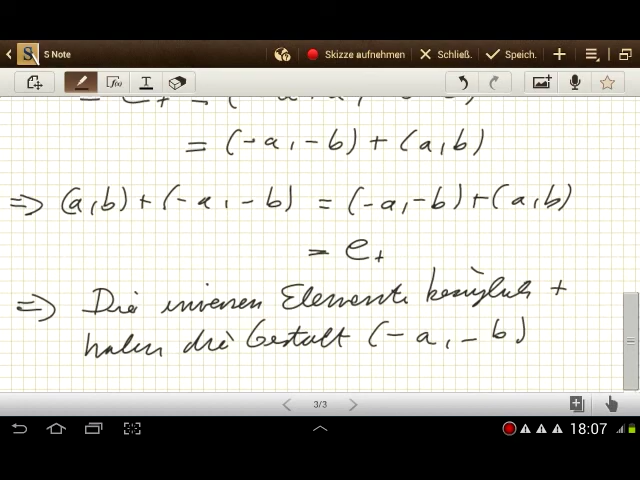 S Note
Skizze aufnehmen
Schließ.
Speich.
= (-a, -b) + (a, b)
=> (a, b) + (-a, -b) = (-a, -b) + (a, b)
= e₊
=> Die inversen Elemente bezüglich +
haben die Gestalt (-a, -b)
3/3
18:07